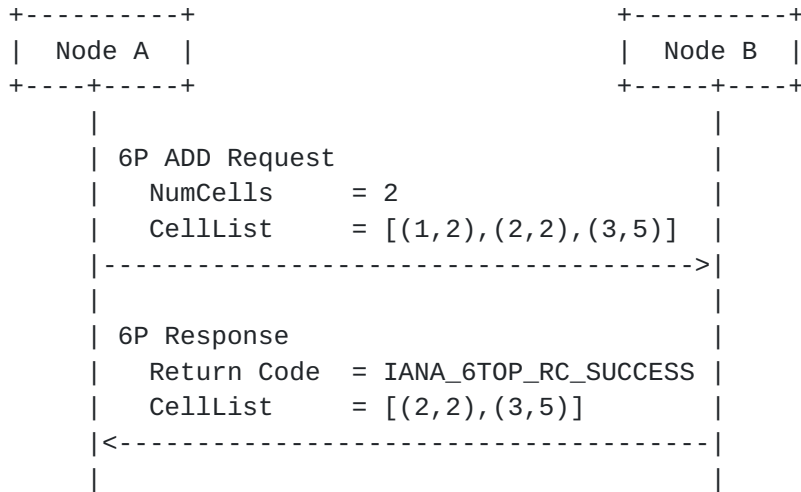 +----------+                           +----------+
|  Node A  |                           |  Node B  |
+----+-----+                           +-----+----+
     |                                       |
     | 6P ADD Request                        |
     |   NumCells     = 2                    |
     |   CellList     = [(1,2),(2,2),(3,5)]  |
     |-------------------------------------->|
     |                                       |
     | 6P Response                           |
     |   Return Code  = IANA_6TOP_RC_SUCCESS |
     |   CellList     = [(2,2),(3,5)]        |
     |<--------------------------------------|
     |                                       |